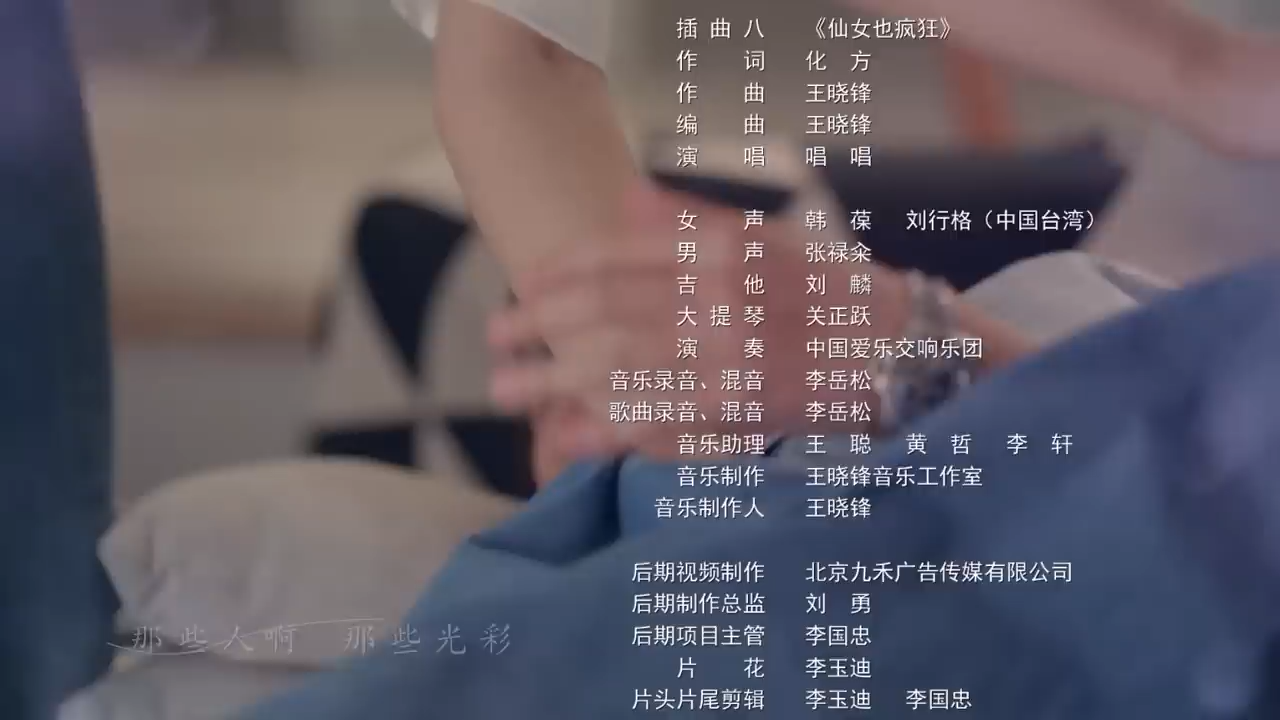 插曲八 《仙女也疯狂》
作词 化方
作曲 王晓锋
编曲 王晓锋
演唱 唱唱
女声 韩葆 刘行格（中国台湾）
男声 张禄籴
吉他 刘麟
大提琴 关正跃
演奏 中国爱乐交响乐团
音乐录音、混音 李岳松
歌曲录音、混音 李岳松
音乐助理 王聪 黄哲 李轩
音乐制作 王晓锋音乐工作室
音乐制作人 王晓锋
后期视频制作 北京九禾广告传媒有限公司
后期制作总监 刘勇
后期项目主管 李国忠
那些人啊 那些光彩
片花 李玉迪
片头片尾剪辑 李玉迪 李国忠